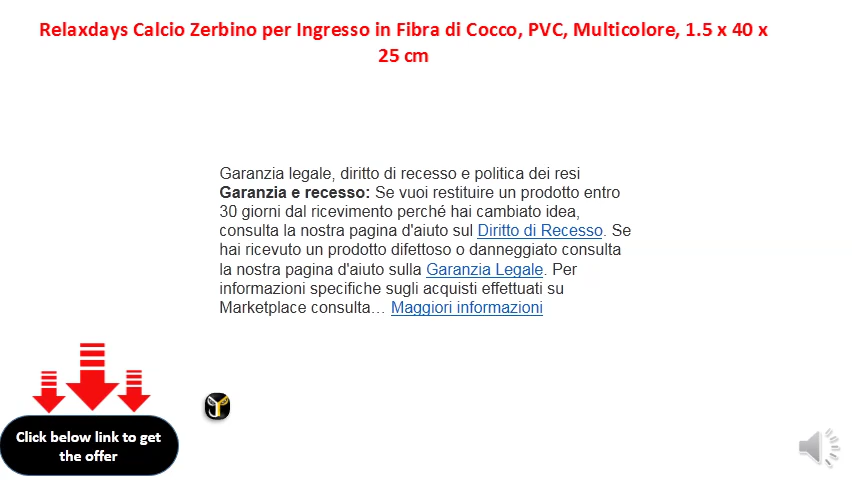 Relaxdays Calcio Zerbino per Ingresso in Fibra di Cocco, PVC, Multicolore, 1.5 x 40 x
25 cm
Garanzia legale, diritto di recesso e politica dei resi
Garanzia e recesso: Se vuoi restituire un prodotto entro
30 giorni dal ricevimento perché hai cambiato idea,
consulta la nostra pagina d'aiuto sul Diritto di Recesso. Se
hai ricevuto un prodotto difettoso o danneggiato consulta
la nostra pagina d'aiuto sulla Garanzia Legale. Per
informazioni specifiche sugli acquisti effettuati su
Marketplace consulta… Maggiori informazioni
Click below link to get
the offer